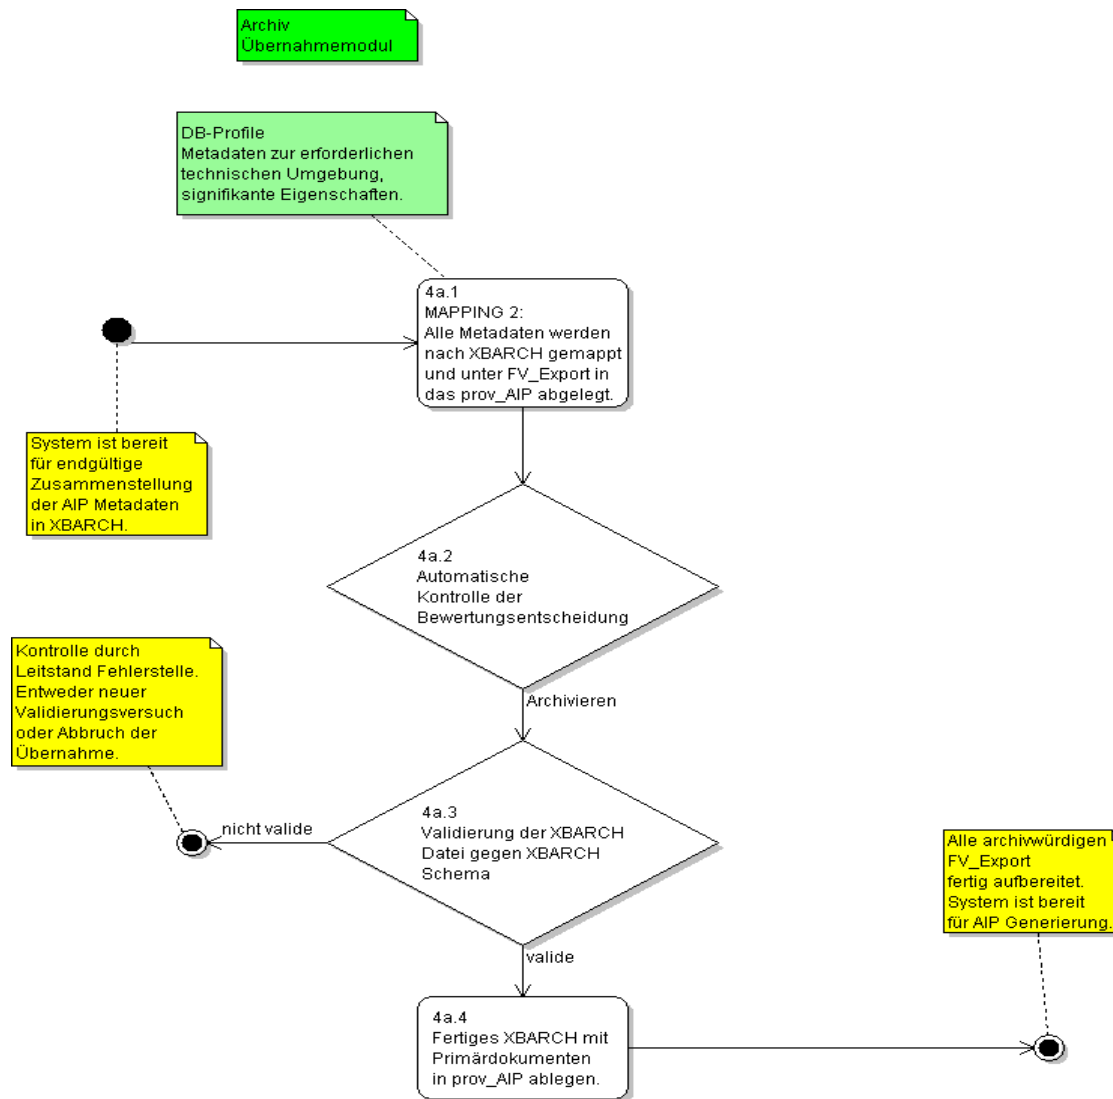 Archiv
Übernahmemodul
DB-Profile
Metadaten zur erforderlichen
technischen Umgebung,
signifikante Eigenschaften.
4a.1
MAPPING 2:
Alle Metadaten werden
nach XBARCH gemappt
und unter FV_Export in
das prov_AIP abgelegt.
System ist bereit
für endgültige
Zusammenstellung
der AIP Metadaten
in XBARCH.
4a.2
Automatische
Kontrolle der
Bewertungsentscheidung
Archivieren
Kontrolle durch
Leitstand Fehlerstelle.
Entweder neuer
Validierungsversuch
oder Abbruch der
Übernahme.
nicht valide
4a.3
Validierung der XBARCH
Datei gegen XBARCH
Schema
valide
Alle archivwürdigen
FV_Export
fertig aufbereitet.
System ist bereit
für AIP Generierung.
4a.4
Fertiges XBARCH mit
Primärdokumenten
in prov_AIP ablegen.